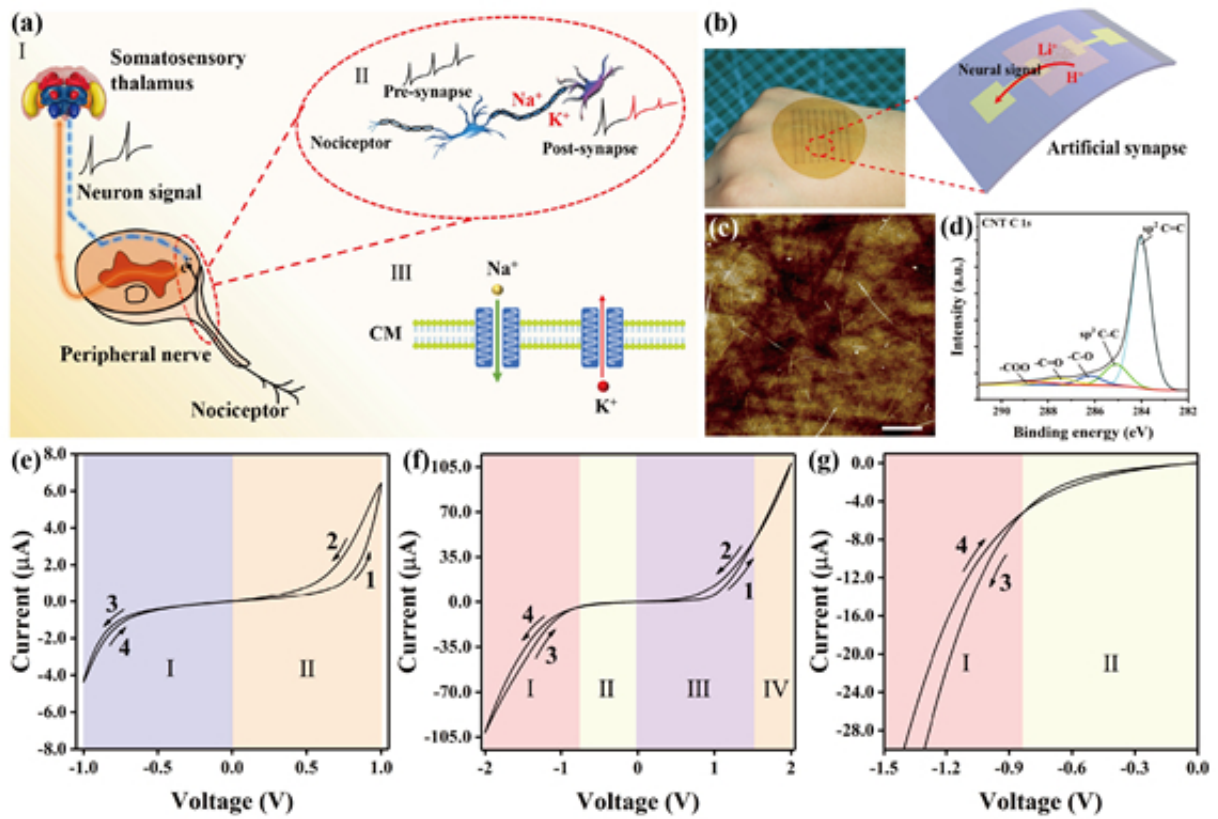 (a)
I
Somatosensory
thalamus
Neuron signal
Peripheral nerve
Nociceptor
II
Pre-synapse
Nociceptor
Na⁺
K⁺
Post-synapse
III
Na⁺
CM
K⁺
(b)
Li⁺
Neural signal
H⁺
Artificial synapse
(c)
(d)
CNT C 1s
sp² C=C
sp³ C-C
-C-O
-C=O
-COO
Intensity (a.u.)
290 288 286 284 282
Binding energy (eV)
(e)
8.0
6.0
4.0
2.0
0.0
-2.0
-4.0
-6.0
-8.0
Current (μA)
2
1
3
4
I
II
-1.0 -0.5 0.0 0.5 1.0
Voltage (V)
(f)
105.0
70.0
35.0
0.0
-35.0
-70.0
-105.0
Current (μA)
2
1
4
3
I
II
III
IV
-2 -1 0 1 2
Voltage (V)
(g)
0.0
-4.0
-8.0
-12.0
-16.0
-20.0
-24.0
-28.0
Current (μA)
4
3
I
II
-1.5 -1.2 -0.9 -0.6 -0.3 0.0
Voltage (V)